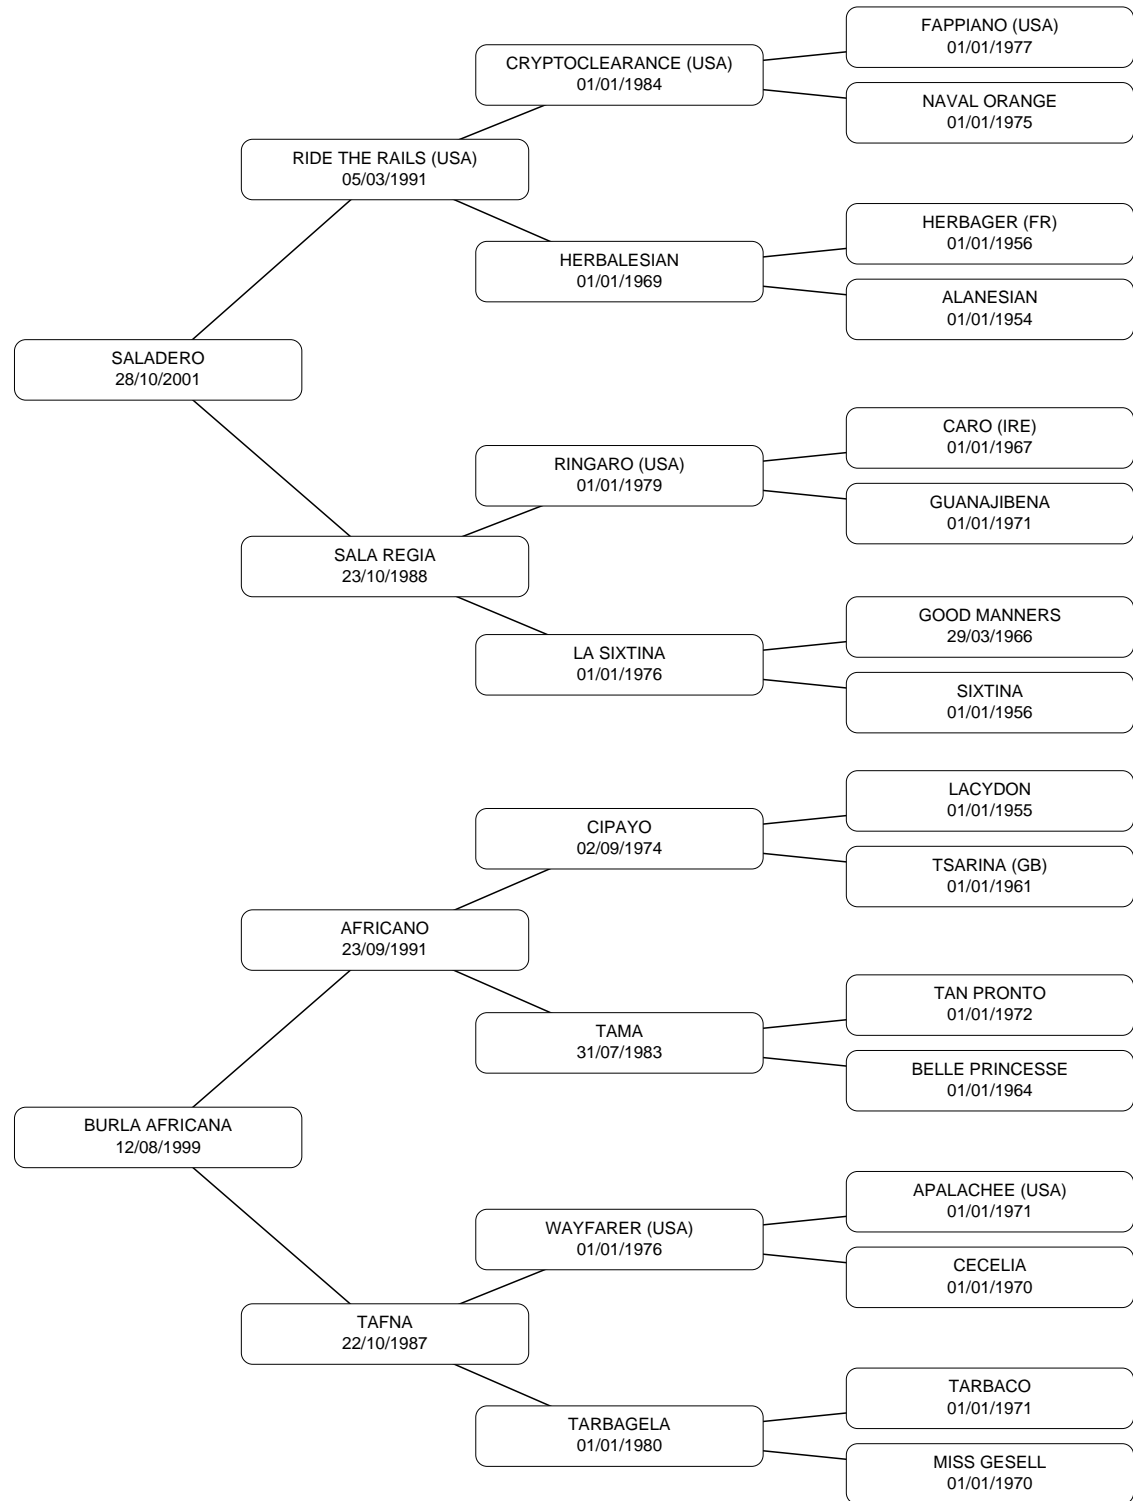 FAPPIANO (USA)
01/01/1977
CRYPTOCLEARANCE (USA)
01/01/1984
NAVAL ORANGE
01/01/1975
RIDE THE RAILS (USA)
05/03/1991
HERBAGER (FR)
01/01/1956
HERBALESIAN
01/01/1969
ALANESIAN
01/01/1954
SALADERO
28/10/2001
CARO (IRE)
01/01/1967
RINGARO (USA)
01/01/1979
GUANAJIBENA
01/01/1971
SALA REGIA
23/10/1988
GOOD MANNERS
29/03/1966
LA SIXTINA
01/01/1976
SIXTINA
01/01/1956
LACYDON
01/01/1955
CIPAYO
02/09/1974
TSARINA (GB)
01/01/1961
AFRICANO
23/09/1991
TAN PRONTO
01/01/1972
TAMA
31/07/1983
BELLE PRINCESSE
01/01/1964
BURLA AFRICANA
12/08/1999
APALACHEE (USA)
01/01/1971
WAYFARER (USA)
01/01/1976
CECELIA
01/01/1970
TAFNA
22/10/1987
TARBACO
01/01/1971
TARBAGELA
01/01/1980
MISS GESELL
01/01/1970